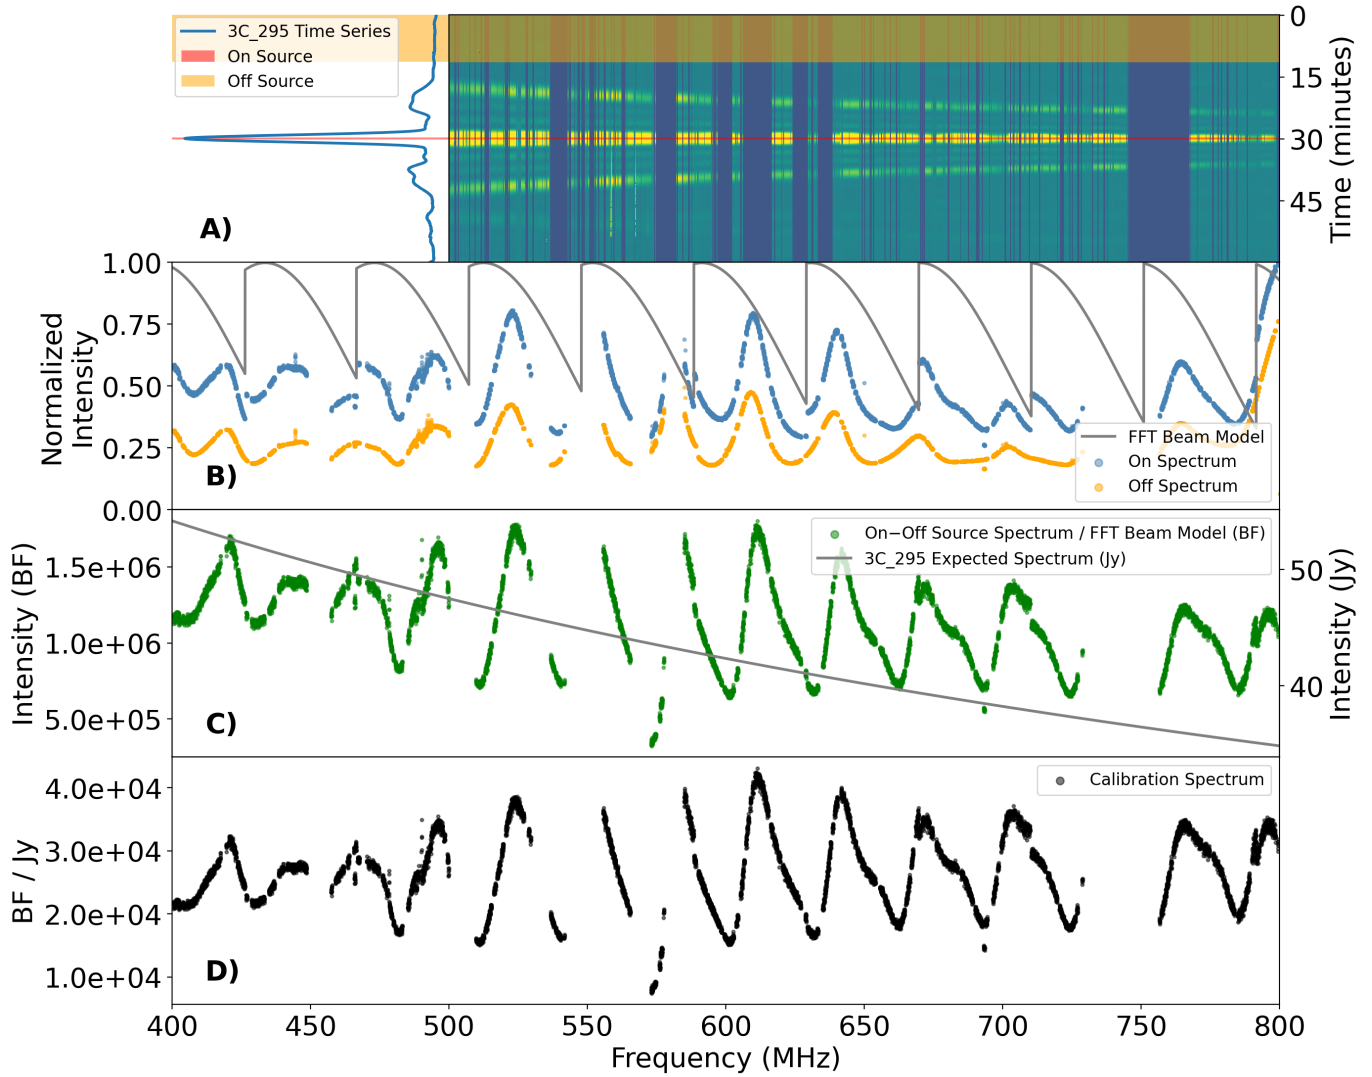 3C_295 Time Series
On Source
Off Source
A)
0
15
30
45
Time (minutes)
1.00
0.75
0.50
0.25
0.00
Normalized
Intensity
B)
FFT Beam Model
On Spectrum
Off Spectrum
1.5e+06
1.0e+06
5.0e+05
Intensity (BF)
C)
On−Off Source Spectrum / FFT Beam Model (BF)
3C_295 Expected Spectrum (Jy)
50
40
Intensity (Jy)
4.0e+04
3.0e+04
2.0e+04
1.0e+04
BF / Jy
D)
Calibration Spectrum
400 450 500 550 600 650 700 750 800
Frequency (MHz)